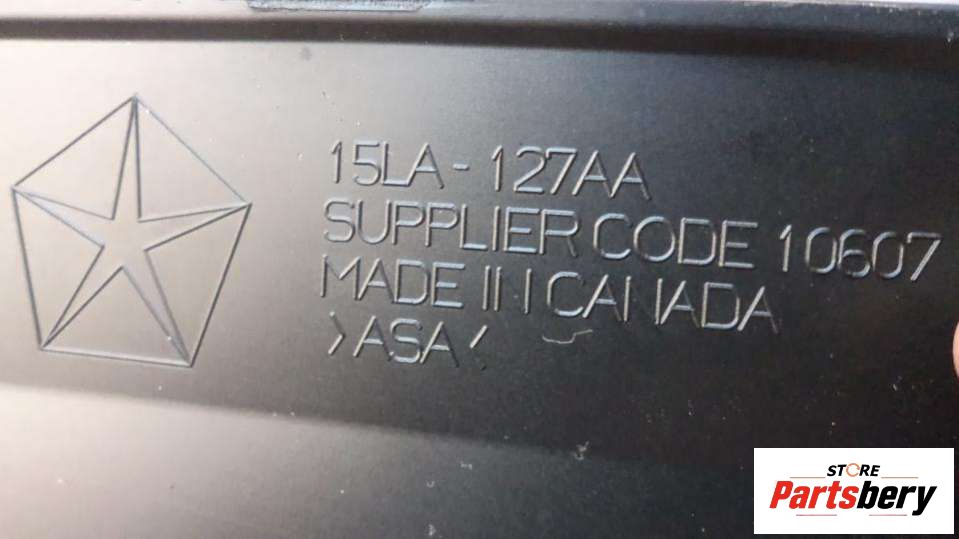 15LA - 127AA
SUPPLIER CODE 10607
MADE IN CANADA
>ASA<
STORE
Partsbery